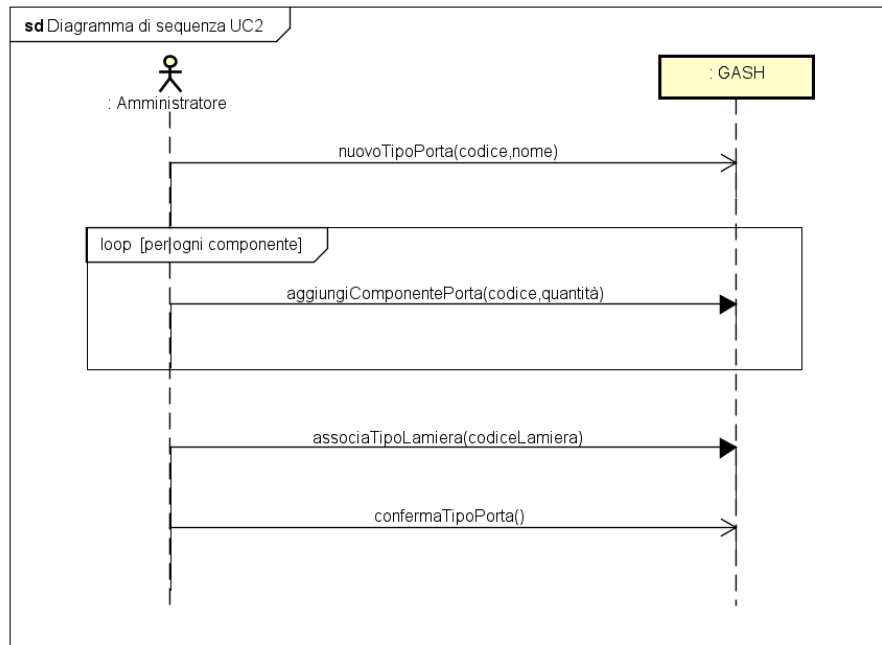 sd Diagramma di sequenza UC2
: Amministratore
: GASH
nuovoTipoPorta(codice,nome)
loop [per ogni componente]
aggiungiComponentePorta(codice,quantità)
associaTipoLamiera(codiceLamiera)
confermaTipoPorta()